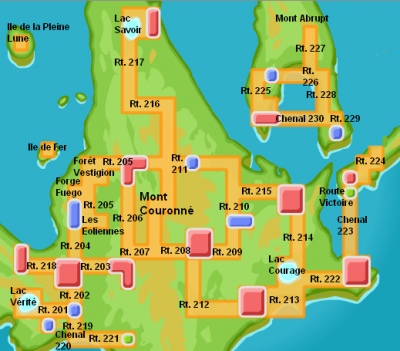 Ile de la Pleine
Lune
Lac
Savoir
Mont Abrupt
Rt. 227
Rt. 217
Rt.
226
Rt.
225
Rt. 228
Rt. 216
Chenal 230
Rt. 229
Ile de Fer
Forêt
Vestigion
Rt. 205
Rt.
211
Rt. 224
Forge
Fuego
Mont
Couronné
Rt. 215
Route
Victoire
Rt. 205
Les
Eoliennes
Rt. 206
Rt. 210
Chenal
223
Rt. 204
Rt. 207
Rt. 208
Rt. 209
Rt. 214
Rt. 218
Rt. 203
Lac
Courage
Rt. 222
Lac
Vérité
Rt. 202
Rt. 201
Rt. 212
Rt. 213
Rt. 219
Chenal
220
Rt. 221